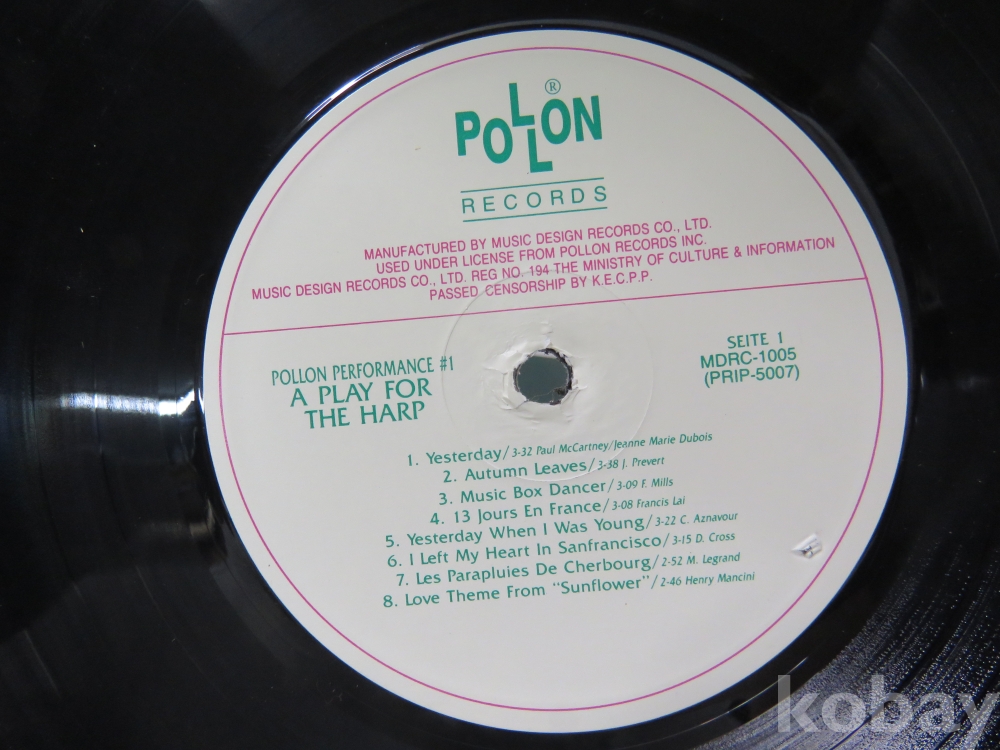 POLLON®
RECORDS
MANUFACTURED BY MUSIC DESIGN RECORDS CO., LTD.
USED UNDER LICENSE FROM POLLON RECORDS INC.
MUSIC DESIGN RECORDS CO., LTD. REG NO. 194 THE MINISTRY OF CULTURE & INFORMATION
PASSED CENSORSHIP BY K.E.C.P.P.
POLLON PERFORMANCE #1
A PLAY FOR
THE HARP
SEITE 1
MDRC-1005
(PRIP-5007)
1. Yesterday/3-32 Paul McCartney/Jeanne Marie Dubois
2. Autumn Leaves/3-38 J. Prevert
3. Music Box Dancer/3-09 F. Mills
4. 13 Jours En France/3-08 Francis Lai
5. Yesterday When I Was Young/3-22 C. Aznavour
6. I Left My Heart In Sanfrancisco/3-15 D. Cross
7. Les Parapluies De Cherbourg/2-52 M. Legrand
8. Love Theme From "Sunflower"/2-46 Henry Mancini
kobay